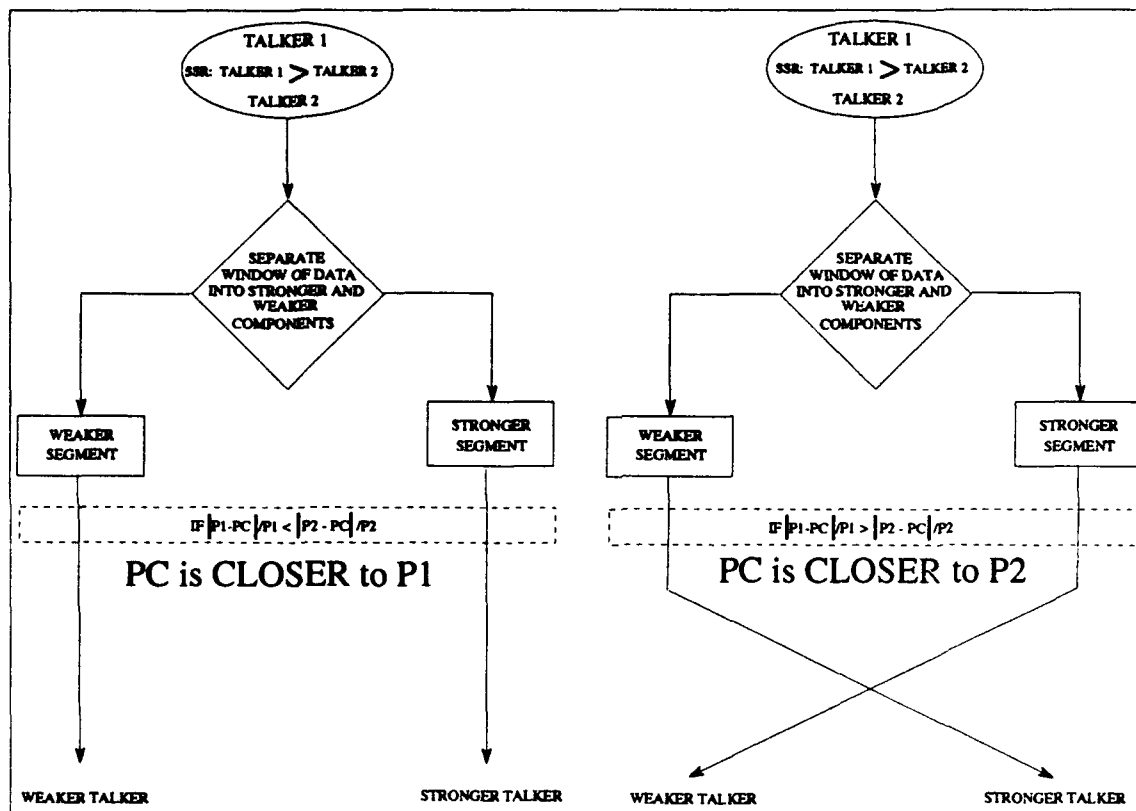 TALKER 1
SSR: TALKER 1 > TALKER 2
TALKER 2
SEPARATE
WINDOW OF DATA
INTO STRONGER AND
WEAKER
COMPONENTS
WEAKER
SEGMENT
STRONGER
SEGMENT
IF |P1-PC|/P1 < |P2 - PC|/P2
PC is CLOSER to P1
WEAKER TALKER
STRONGER TALKER
TALKER 1
SSR: TALKER 1 > TALKER 2
TALKER 2
SEPARATE
WINDOW OF DATA
INTO STRONGER AND
WEAKER
COMPONENTS
WEAKER
SEGMENT
STRONGER
SEGMENT
IF |P1-PC|/P1 > |P2 - PC|/P2
PC is CLOSER to P2
WEAKER TALKER
STRONGER TALKER